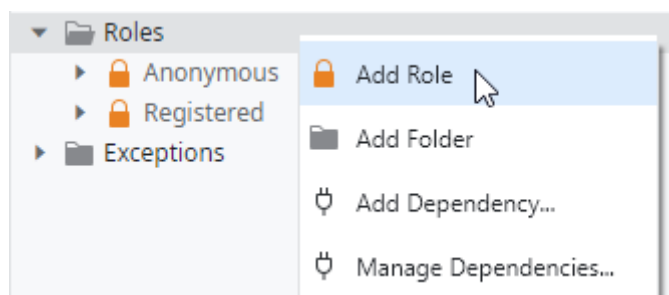 Roles
Anonymous
Registered
Exceptions
Add Role
Add Folder
Add Dependency...
Manage Dependencies...